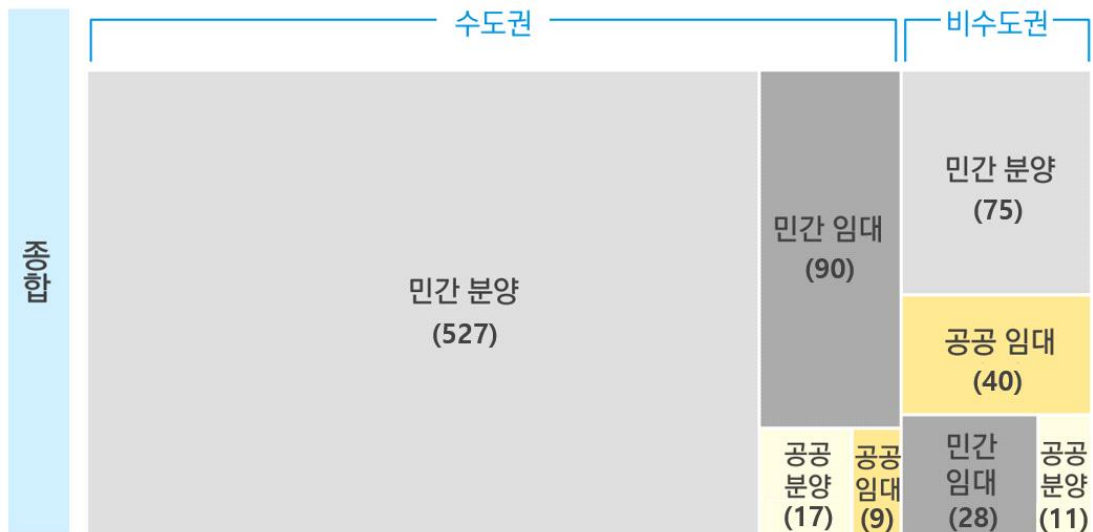 수도권
비수도권
종합
민간 분양
(527)
민간 임대
(90)
공공
분양
(17)
공공
임대
(9)
민간 분양
(75)
공공 임대
(40)
민간
임대
(28)
공공
분양
(11)